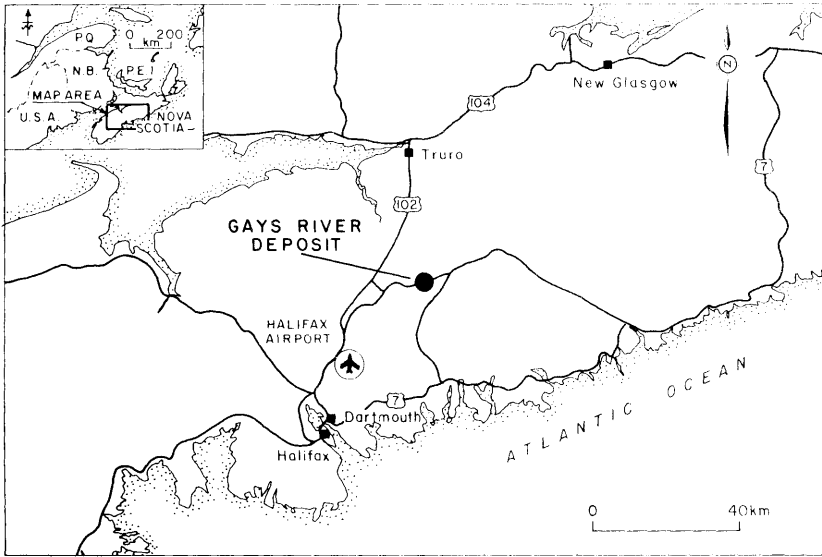 PQ
0 200
km
N.B.
P.E.I
MAP AREA
U.S.A.
NOVA
SCOTIA
N
New Glasgow
104
7
Truro
102
GAYS RIVER
DEPOSIT
HALIFAX
AIRPORT
7
Dartmouth
Halifax
ATLANTIC OCEAN
0 40km